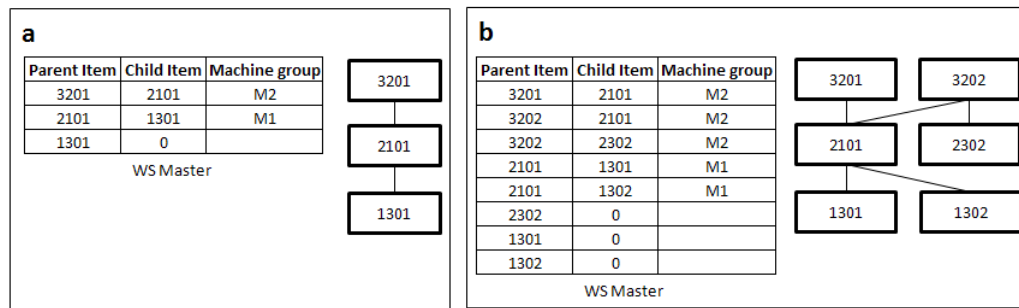 a
Parent Item Child Item Machine group
3201 2101 M2
2101 1301 M1
1301 0
WS Master
3201
2101
1301
b
Parent Item Child Item Machine group
3201 2101 M2
3202 2101 M2
3202 2302 M2
2101 1301 M1
2101 1302 M1
2302 0
1301 0
1302 0
WS Master
3201 3202
2101 2302
1301 1302